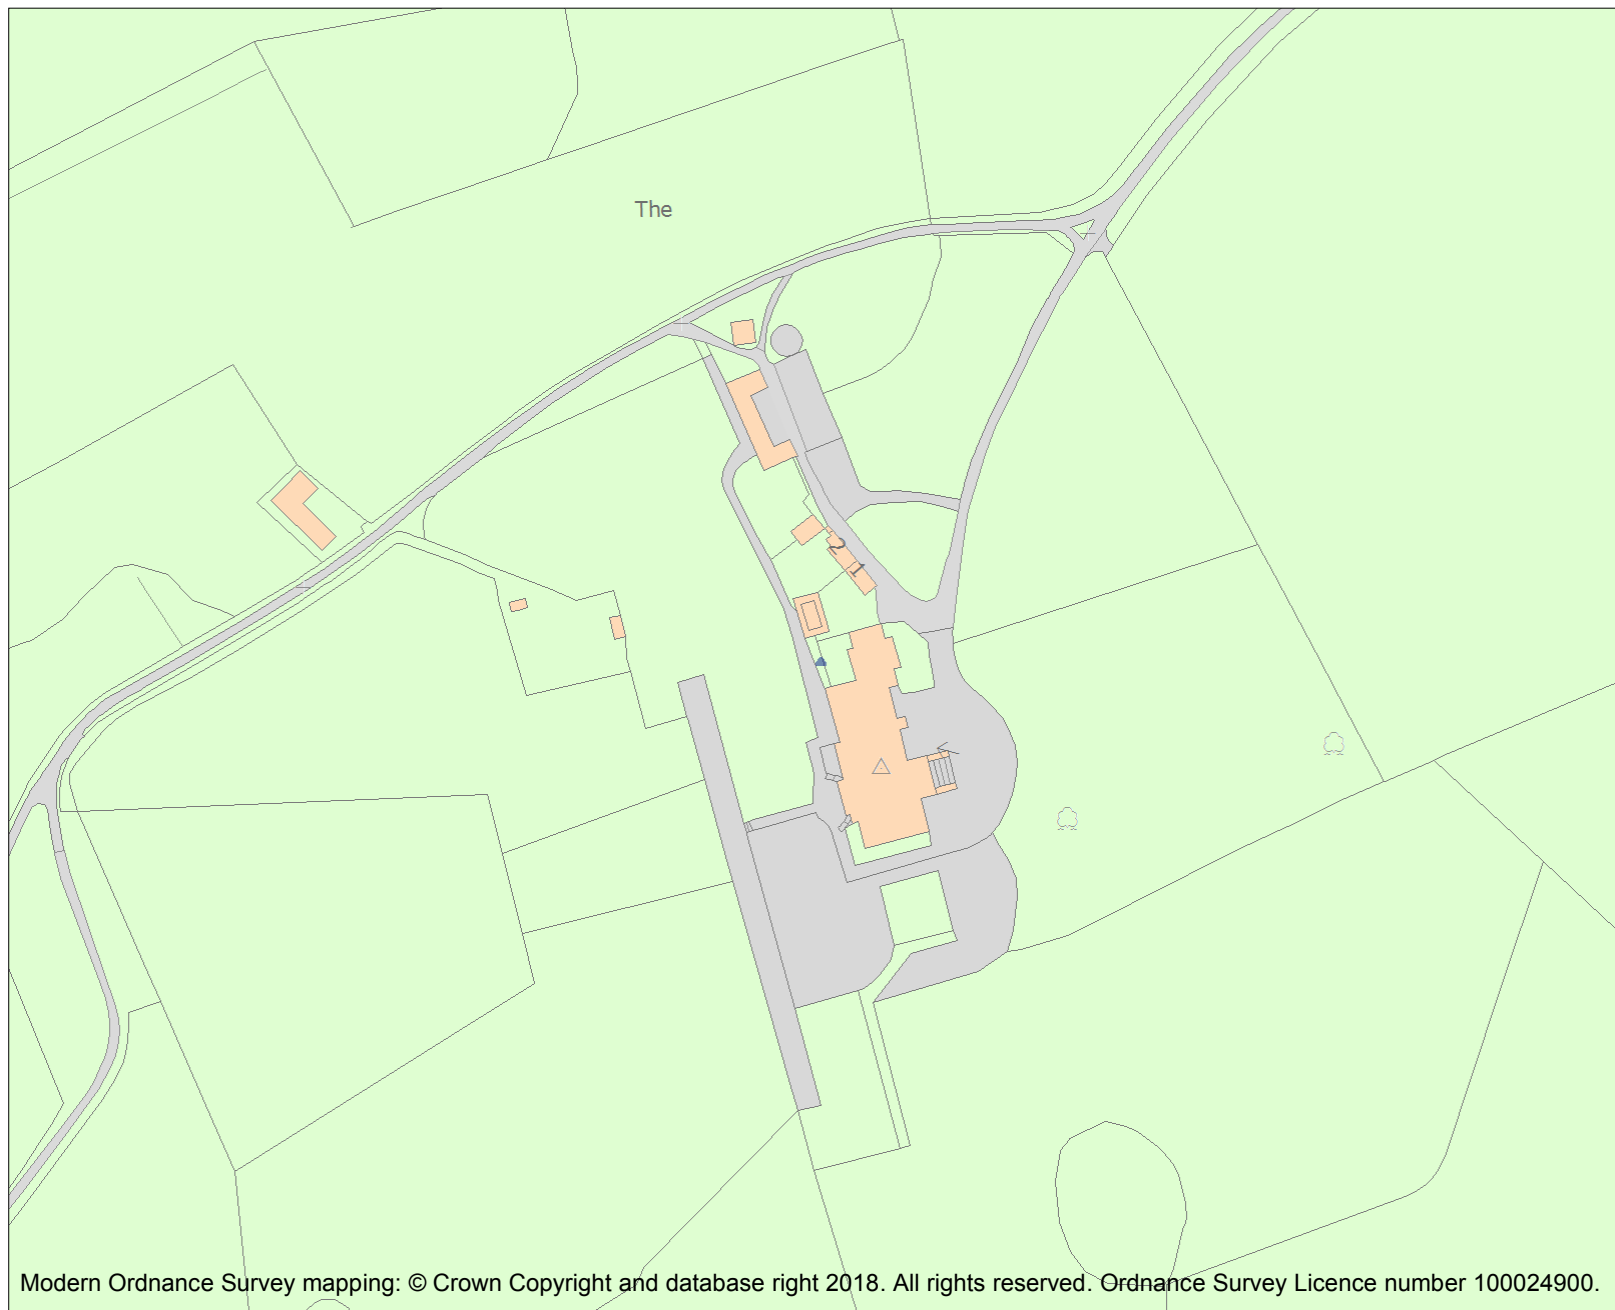 The
2
1
Modern Ordnance Survey mapping: © Crown Copyright and database right 2018. All rights reserved. Ordnance Survey Licence number 100024900.